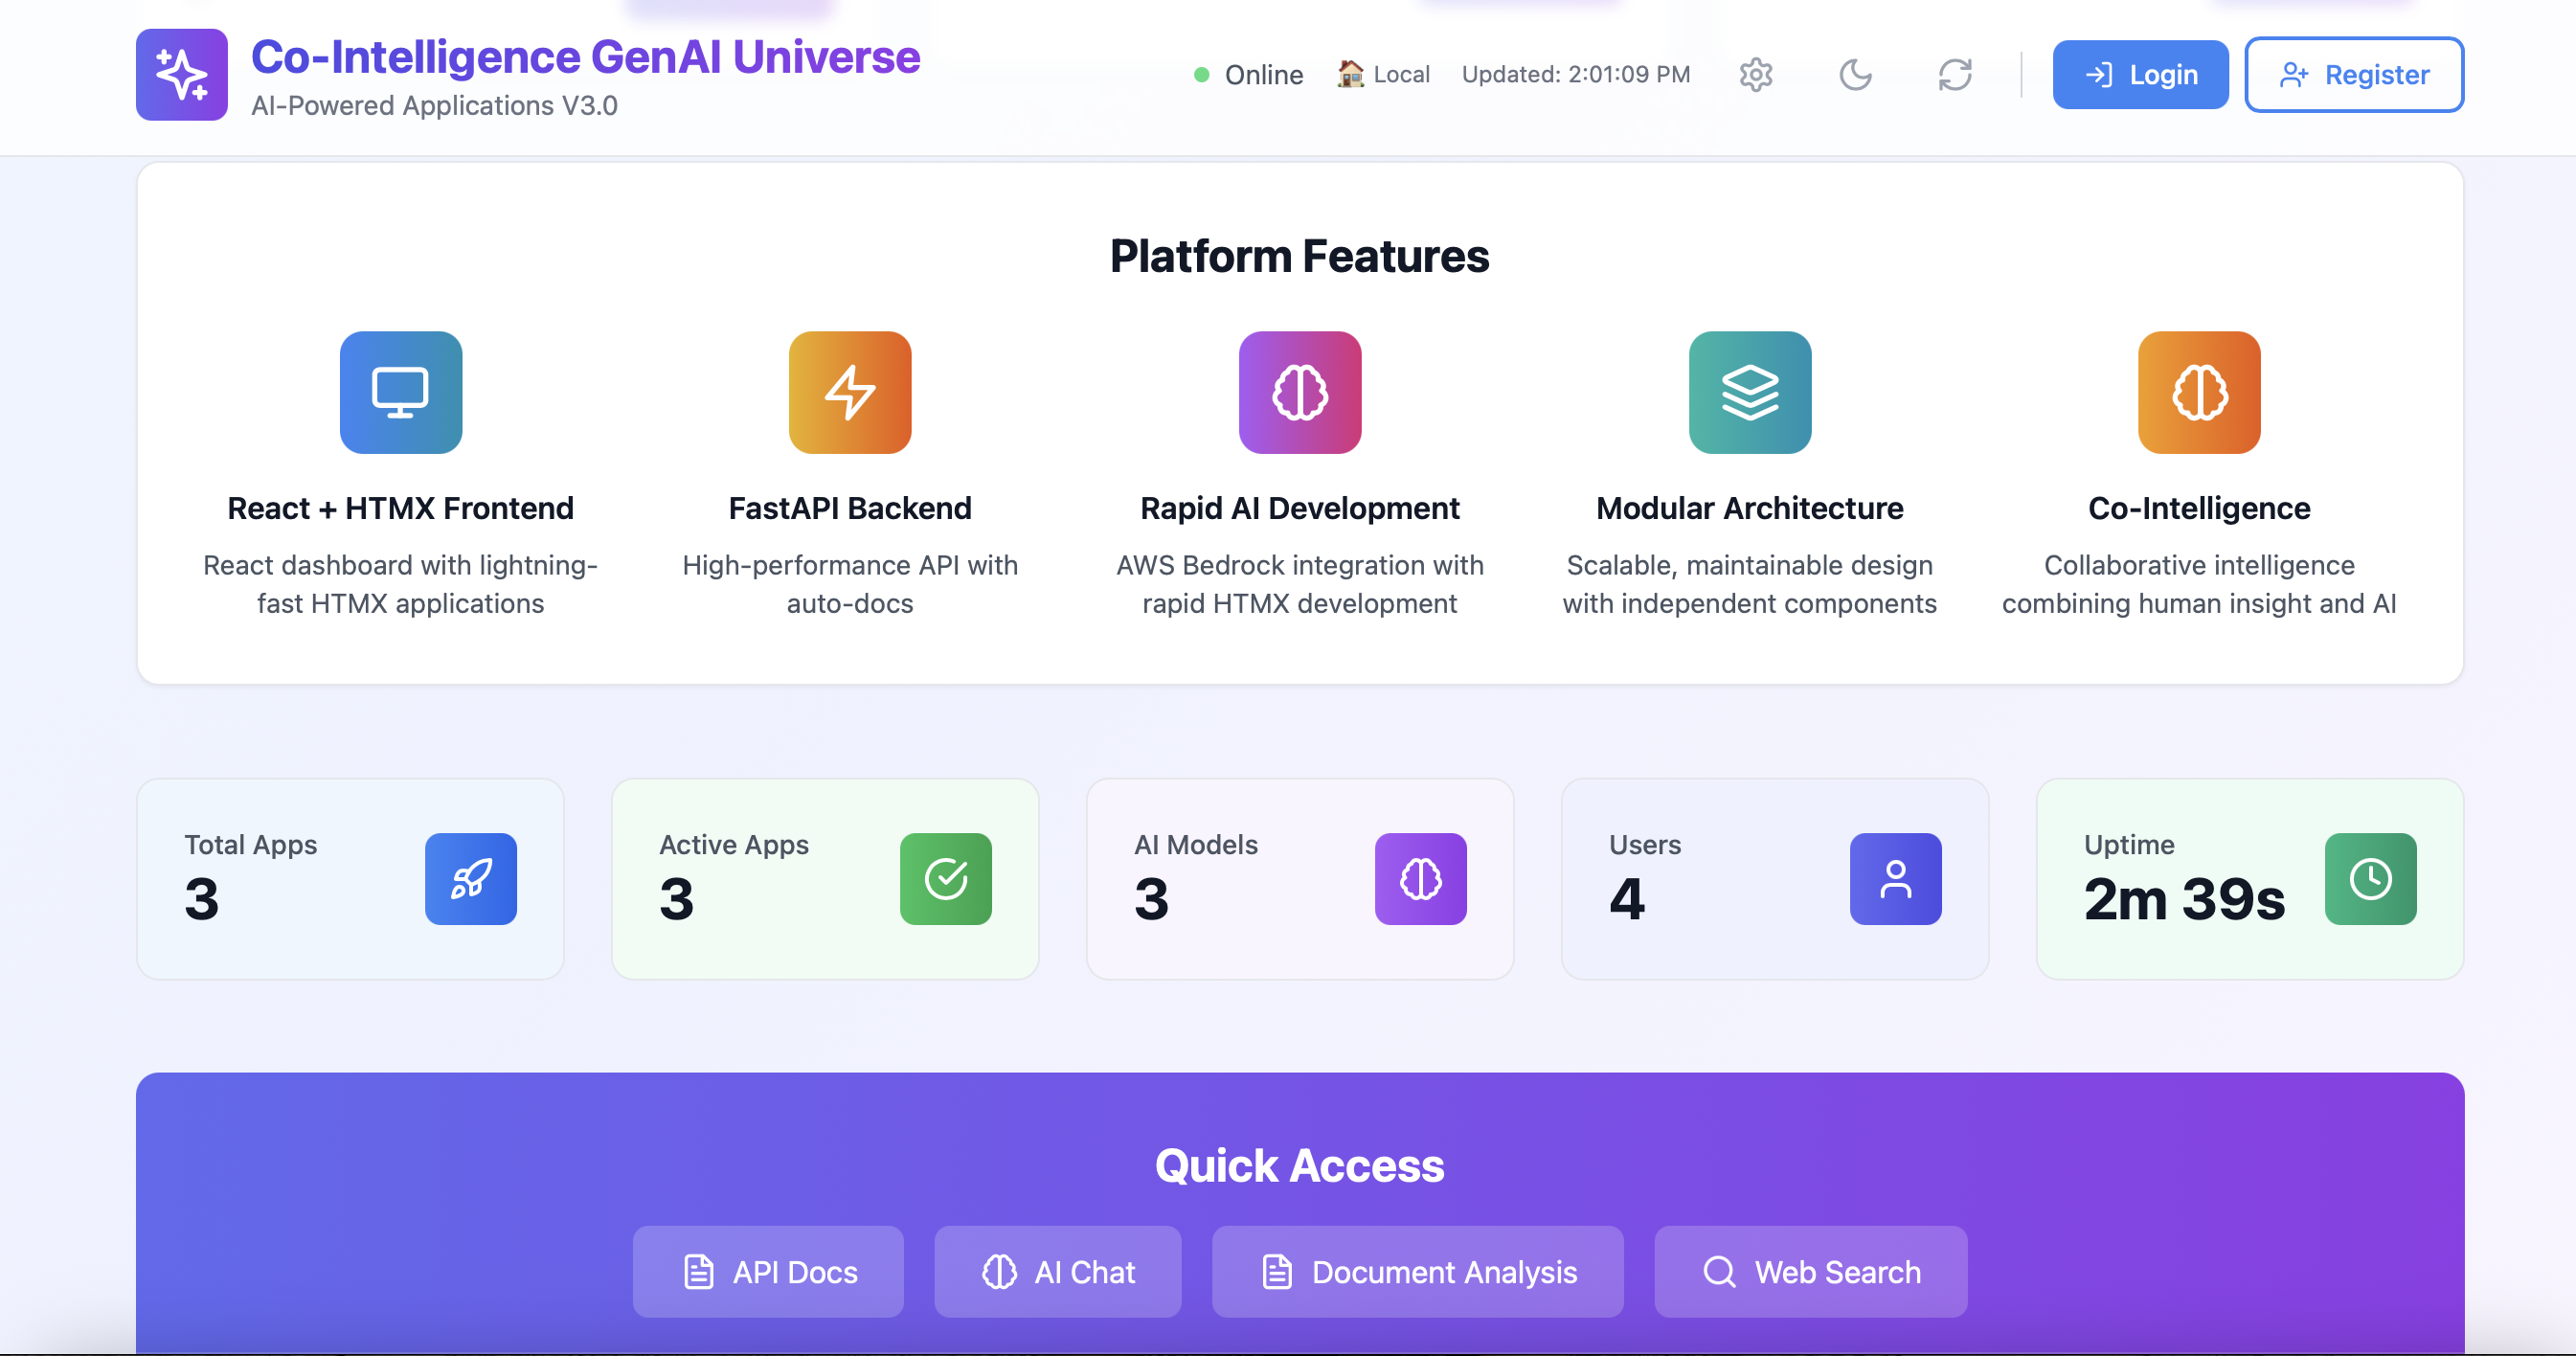 Co-Intelligence GenAI Universe
AI-Powered Applications V3.0
Online
Local
Updated: 2:01:09 PM
Login
Register
Platform Features
React + HTMX Frontend
React dashboard with lightning-
fast HTMX applications
FastAPI Backend
High-performance API with
auto-docs
Rapid AI Development
AWS Bedrock integration with
rapid HTMX development
Modular Architecture
Scalable, maintainable design
with independent components
Co-Intelligence
Collaborative intelligence
combining human insight and AI
Total Apps
3
Active Apps
3
AI Models
3
Users
4
Uptime
2m 39s
Quick Access
API Docs
AI Chat
Document Analysis
Web Search